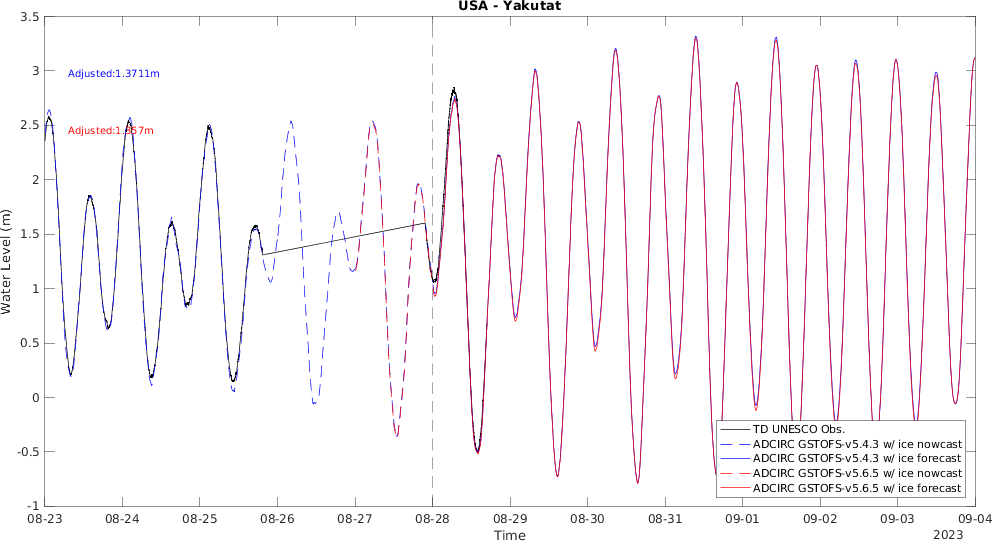 USA - Yakutat
3.5
3
2.5
2
1.5
1
0.5
0
-0.5
-1
Water Level (m)
Adjusted:1.3711m
Adjusted:1.357m
TD UNESCO Obs.
ADCIRC GSTOFS-v5.4.3 w/ ice nowcast
ADCIRC GSTOFS-v5.4.3 w/ ice forecast
ADCIRC GSTOFS-v5.6.5 w/ ice nowcast
ADCIRC GSTOFS-v5.6.5 w/ ice forecast
08-23 08-24 08-25 08-26 08-27 08-28 08-29 08-30 08-31 09-01 09-02 09-03 09-04
Time
2023